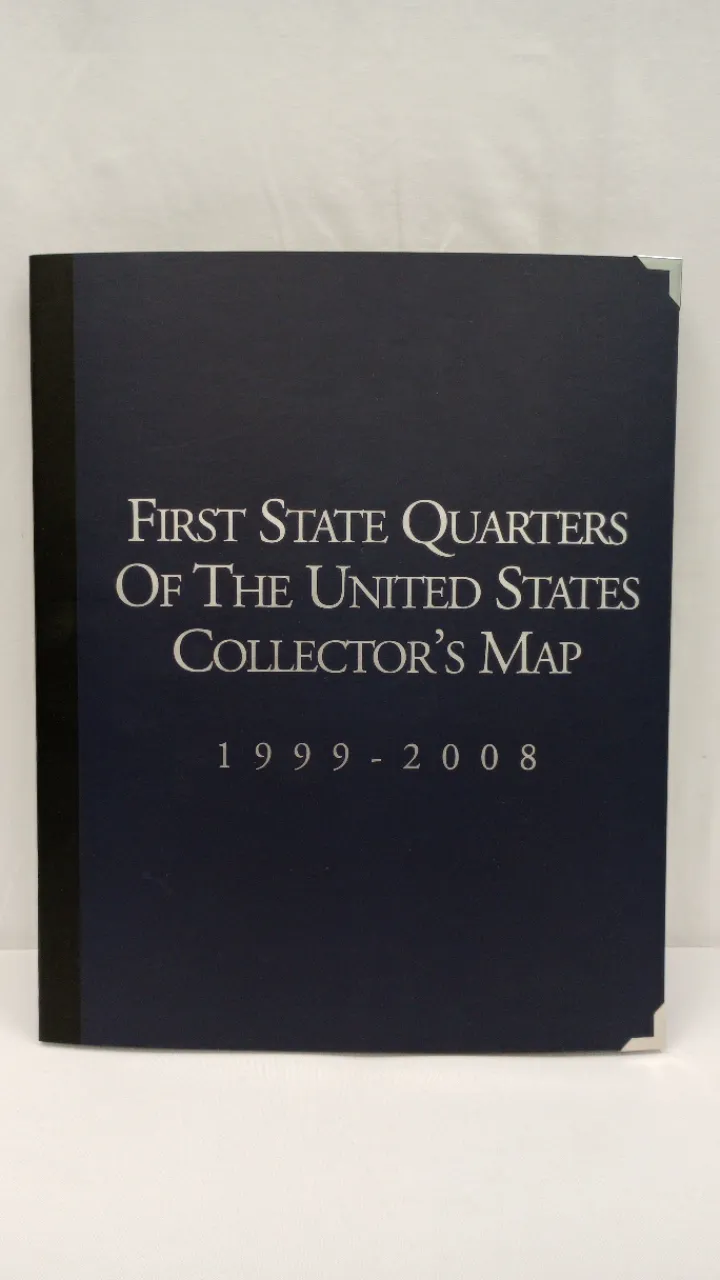 First State Quarters
Of The United States
Collector's Map
1999-2008